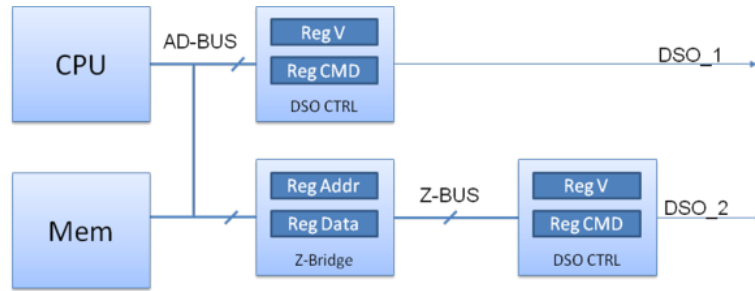 CPU
AD-BUS
Reg V
Reg CMD
DSO CTRL
DSO_1
Mem
Reg Addr
Reg Data
Z-Bridge
Z-BUS
Reg V
Reg CMD
DSO CTRL
DSO_2